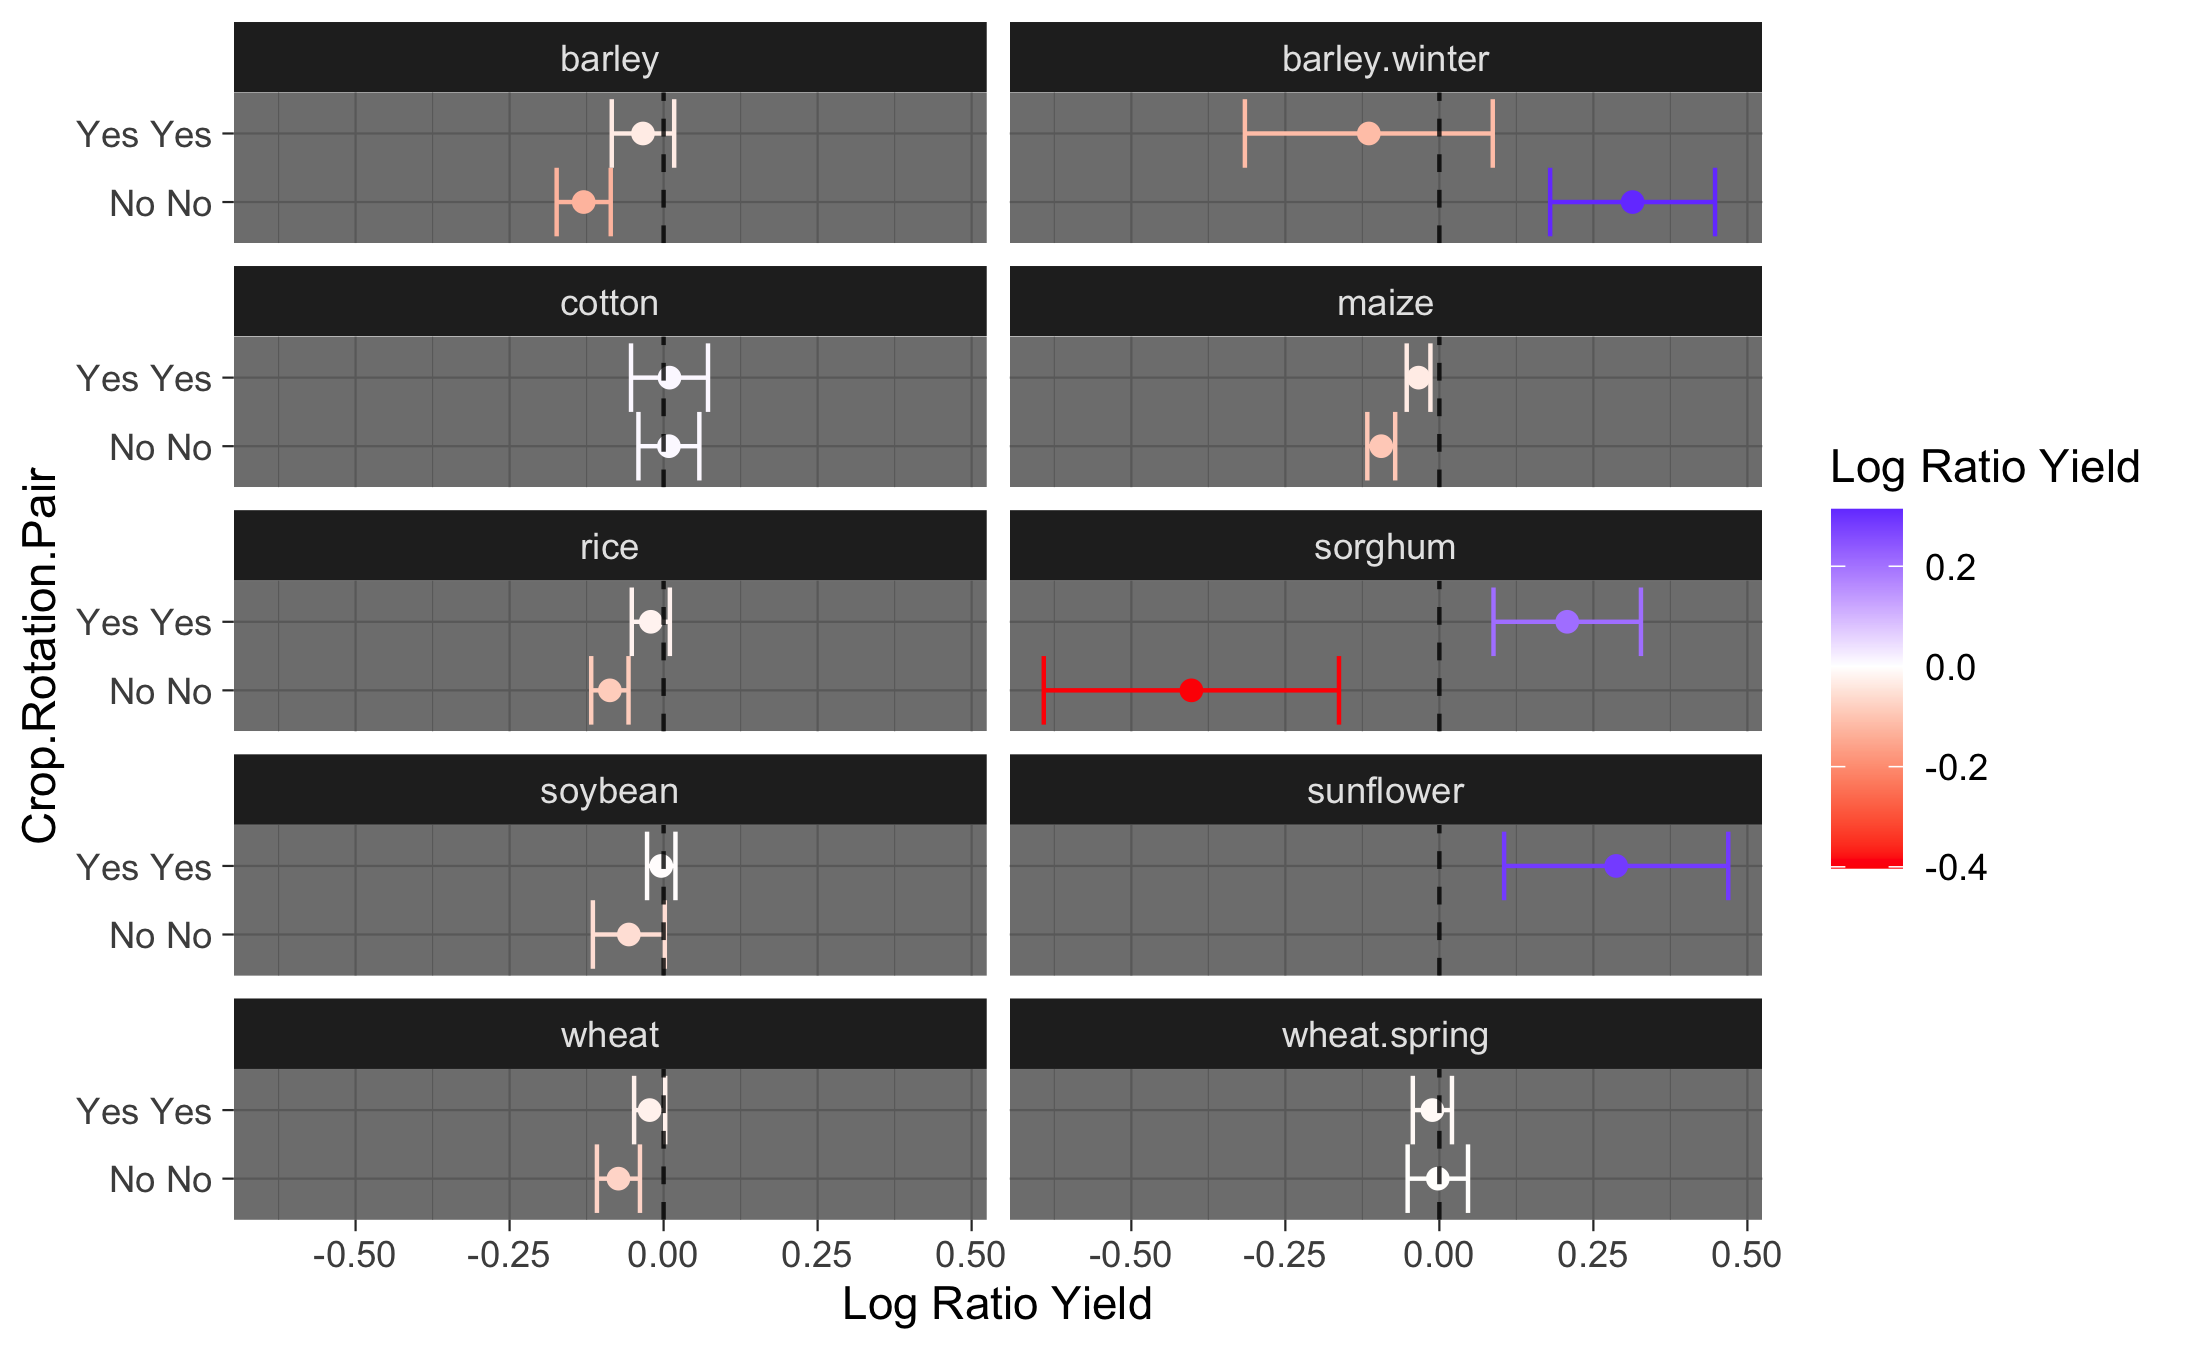 barley
barley.winter
Yes Yes
No No
cotton
maize
Yes Yes
No No
rice
sorghum
Yes Yes
No No
soybean
sunflower
Yes Yes
No No
wheat
wheat.spring
Yes Yes
No No
-0.50 -0.25 0.00 0.25 0.50
-0.50 -0.25 0.00 0.25 0.50
Log Ratio Yield
Crop.Rotation.Pair
Log Ratio Yield
0.2
0.0
-0.2
-0.4